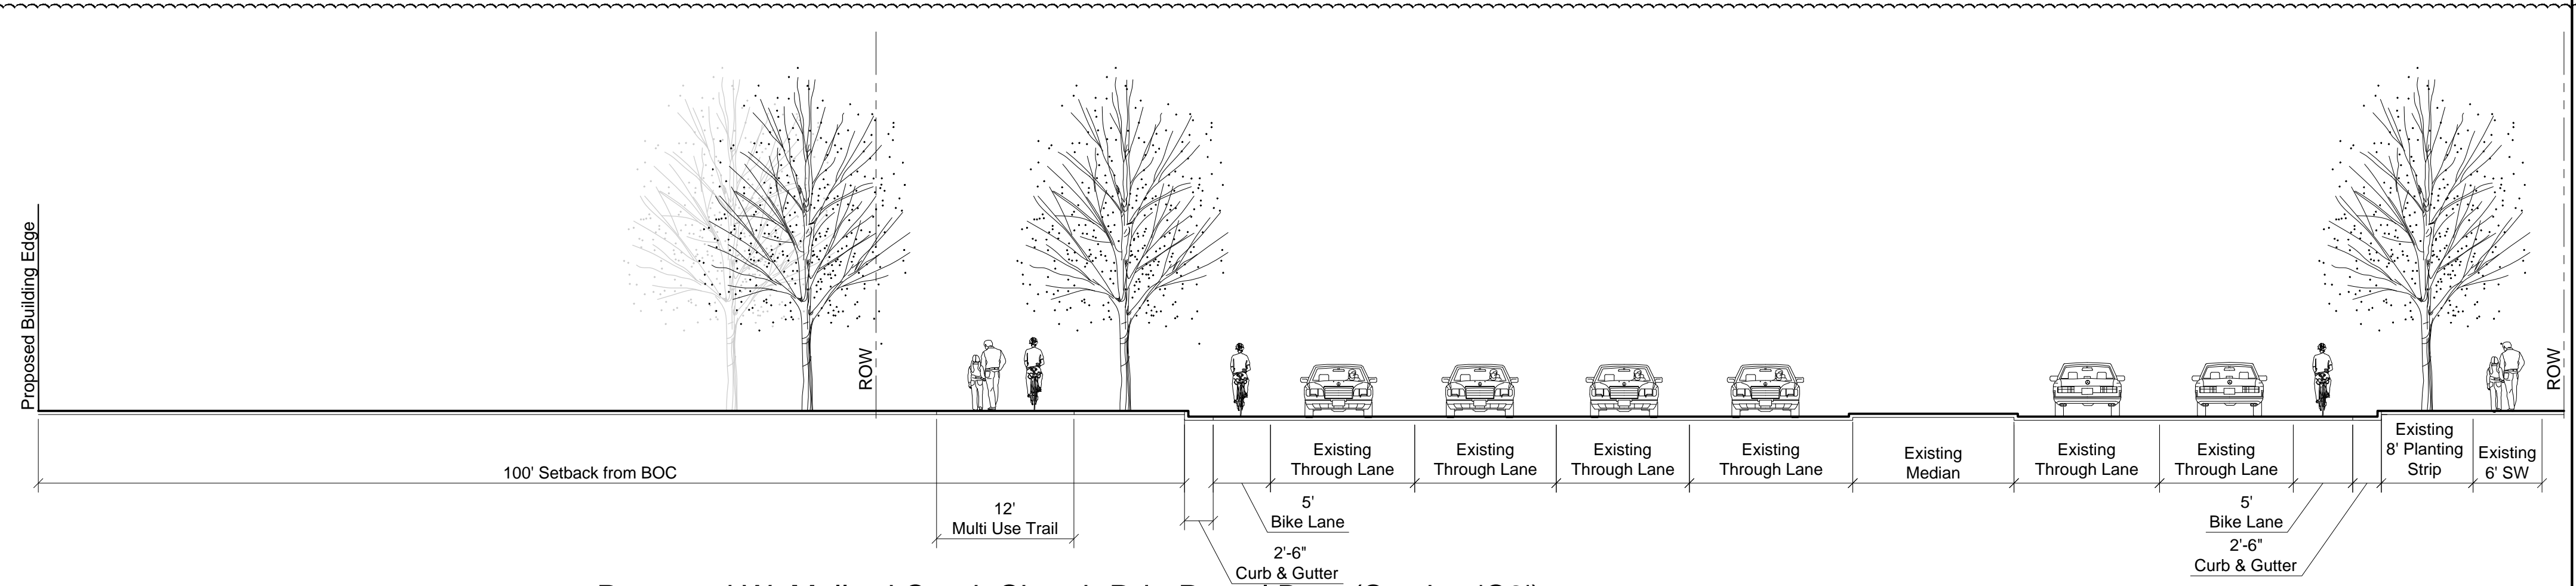 Proposed Building Edge
ROW
ROW
100' Setback from BOC
12'
Multi Use Trail
2'-6"
Curb & Gutter
5'
Bike Lane
Existing
Through Lane
Existing
Through Lane
Existing
Through Lane
Existing
Through Lane
Existing
Median
Existing
Through Lane
Existing
Through Lane
5'
Bike Lane
2'-6"
Curb & Gutter
Existing
8' Planting
Strip
Existing
6' SW